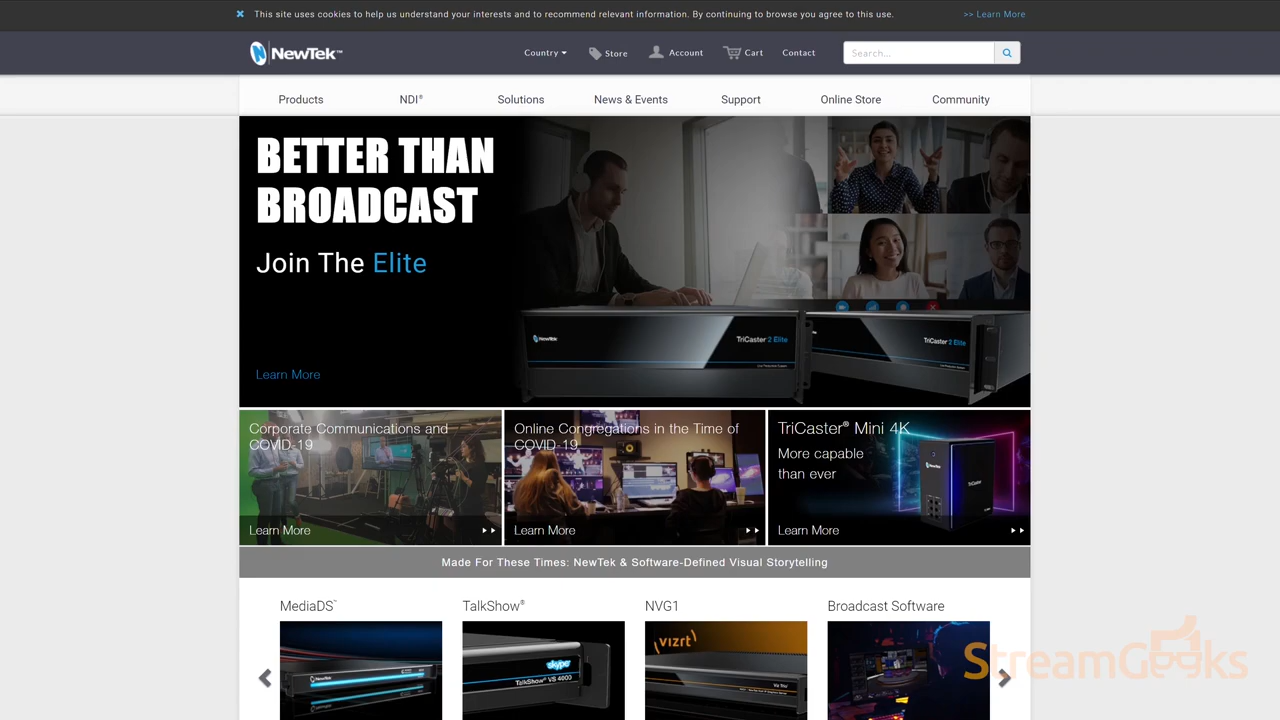 This site uses cookies to help us understand your interests and to recommend relevant information. By continuing to browse you agree to this use.
>> Learn More
NewTek™
Country
Store
Account
Cart
Contact
Search...
Products
NDI®
Solutions
News & Events
Support
Online Store
Community
BETTER THAN
BROADCAST
Join The Elite
Learn More
NewTek
TriCaster 2 Elite
TriCaster 2 Elite
Corporate Communications and
COVID-19
Learn More
Online Congregations in the Time of
COVID-19
Learn More
TriCaster® Mini 4K
More capable
than ever
NewTek
TriCaster
Learn More
Made For These Times: NewTek & Software-Defined Visual Storytelling
MediaDS™
TalkShow®
NVG1
Broadcast Software
skype
TalkShow® VS 4000
vizrt
StreamGeeks